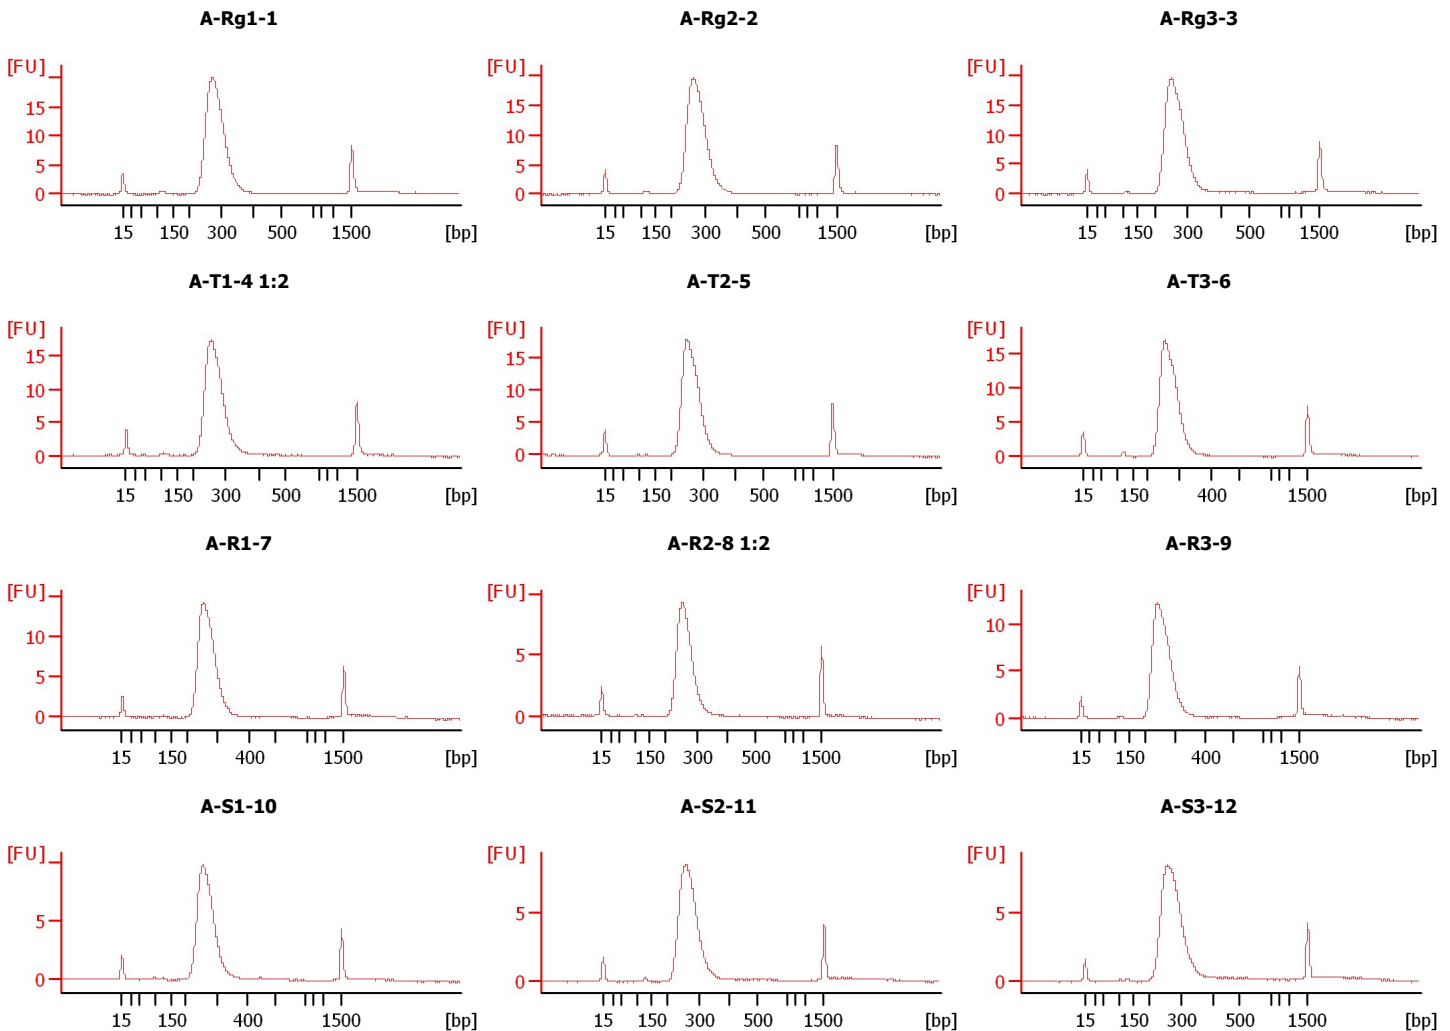 A-Rg1-1 A-Rg2-2 A-Rg3-3
[FU] [FU] [FU]
15 15 15
10 10 10
5 5 5
0 0 0
15 150 300 500 1500 [bp] 15 150 300 500 1500 [bp] 15 150 300 500 1500 [bp]
A-T1-4 1:2 A-T2-5 A-T3-6
[FU] [FU] [FU]
15 15 15
10 10 10
5 5 5
0 0 0
15 150 300 500 1500 [bp] 15 150 300 500 1500 [bp] 15 150 400 1500 [bp]
A-R1-7 A-R2-8 1:2 A-R3-9
[FU] [FU] [FU]
10 10
5 5 5
0 0 0
15 150 400 1500 [bp] 15 150 300 500 1500 [bp] 15 150 400 1500 [bp]
A-S1-10 A-S2-11 A-S3-12
[FU] [FU] [FU]
5 5 5
0 0 0
15 150 400 1500 [bp] 15 150 300 500 1500 [bp] 15 150 300 500 1500 [bp]